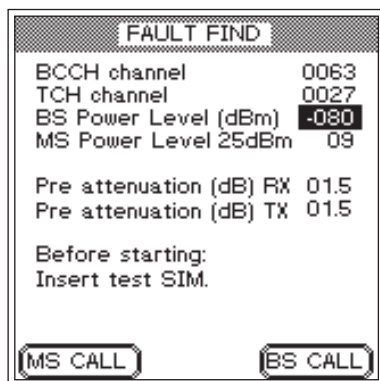 FAULT FIND
BCCH channel 0063
TCH channel 0027
BS Power Level (dBm) -080
MS Power Level 25dBm 09
Pre attenuation (dB) RX 01.5
Pre attenuation (dB) TX 01.5
Before starting:
Insert test SIM.
MS CALL BS CALL